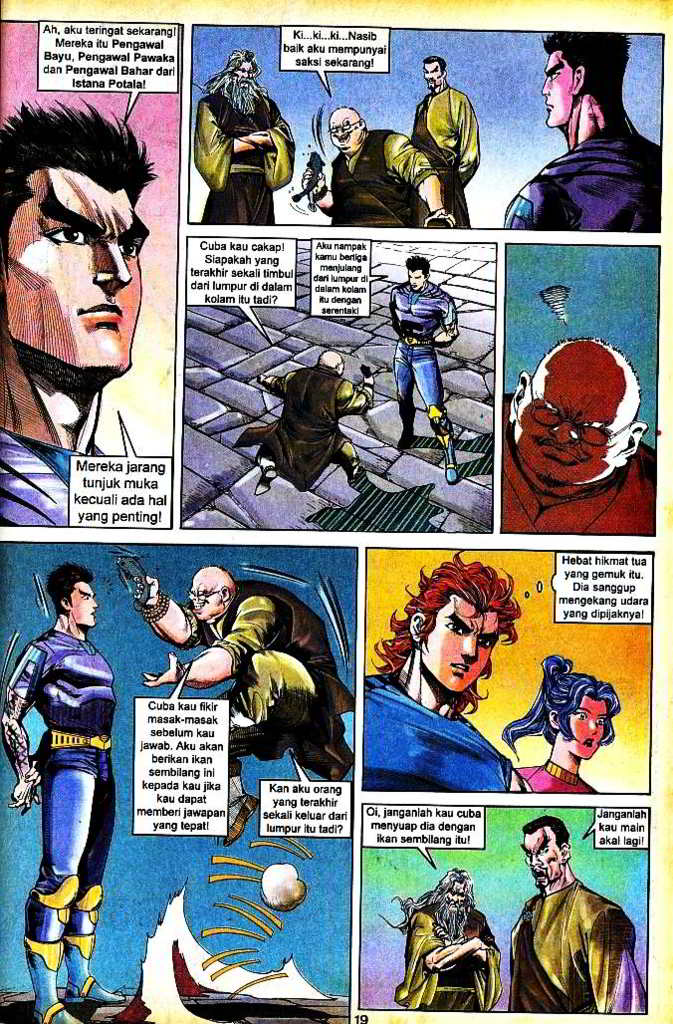 Ah, aku teringat sekarang!
Mereka itu Pengawal
Bayu, Pengawal Pawaka
dan Pengawal Bahar dari
Istana Potala!
Mereka jarang
tunjuk muka
kecuali ada hal
yang penting!
Ki...ki...ki...Nasib
baik aku mempunyai
saksi sekarang!
Cuba kau cakap!
Siapakah yang
terakhir sekali timbul
dari lumpur di dalam
kolam itu tadi?
Aku nampak
kamu bertiga
menjulang
dari lumpur di
dalam kolam
itu dengan
serentak!
Cuba kau fikir
masak-masak
sebelum kau
jawab. Aku akan
berikan ikan
sembilang ini
kepada kau jika
kau dapat
memberi jawapan
yang tepat!
Kan aku orang
yang terakhir
keluar dari
lumpur itu tadi?
Hebat hikmat tua
yang gemuk itu.
Dia sanggup
mengekang udara
yang dipijaknya!
Oi, janganlah kau cuba
menyuap dia dengan
ikan sembilang itu!
Janganlah
kau main
akal lagi!
19